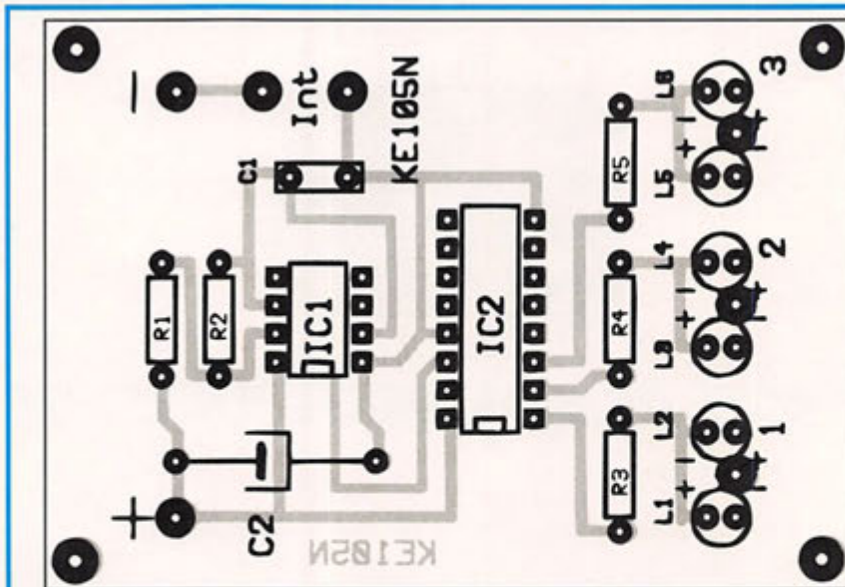 −
Int
KE105N
C1
L6
3
R5
− +
+ −
L5
R1
R2
IC1
IC2
L4
2
R4
− +
+ −
L3
L2
1
R3
− +
+ −
L1
+
C2
KE105N